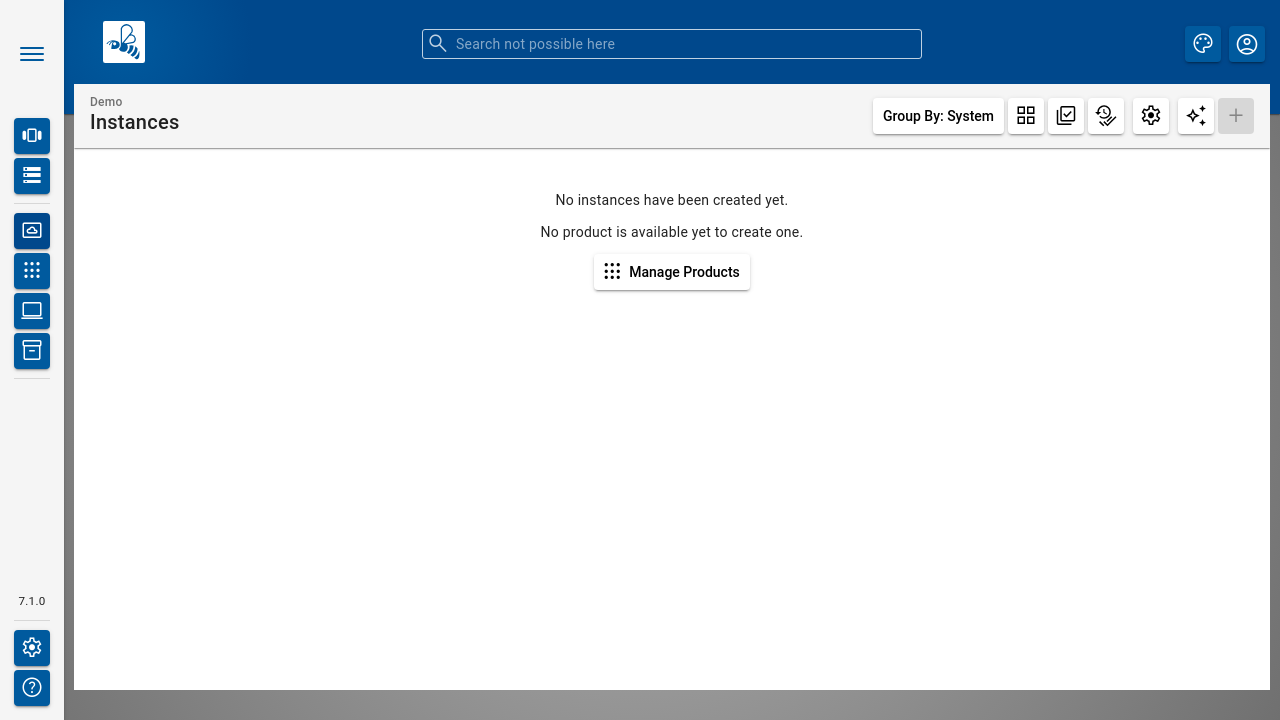 Search not possible here
Demo
Instances
Group By: System
No instances have been created yet.
No product is available yet to create one.
Manage Products
7.1.0